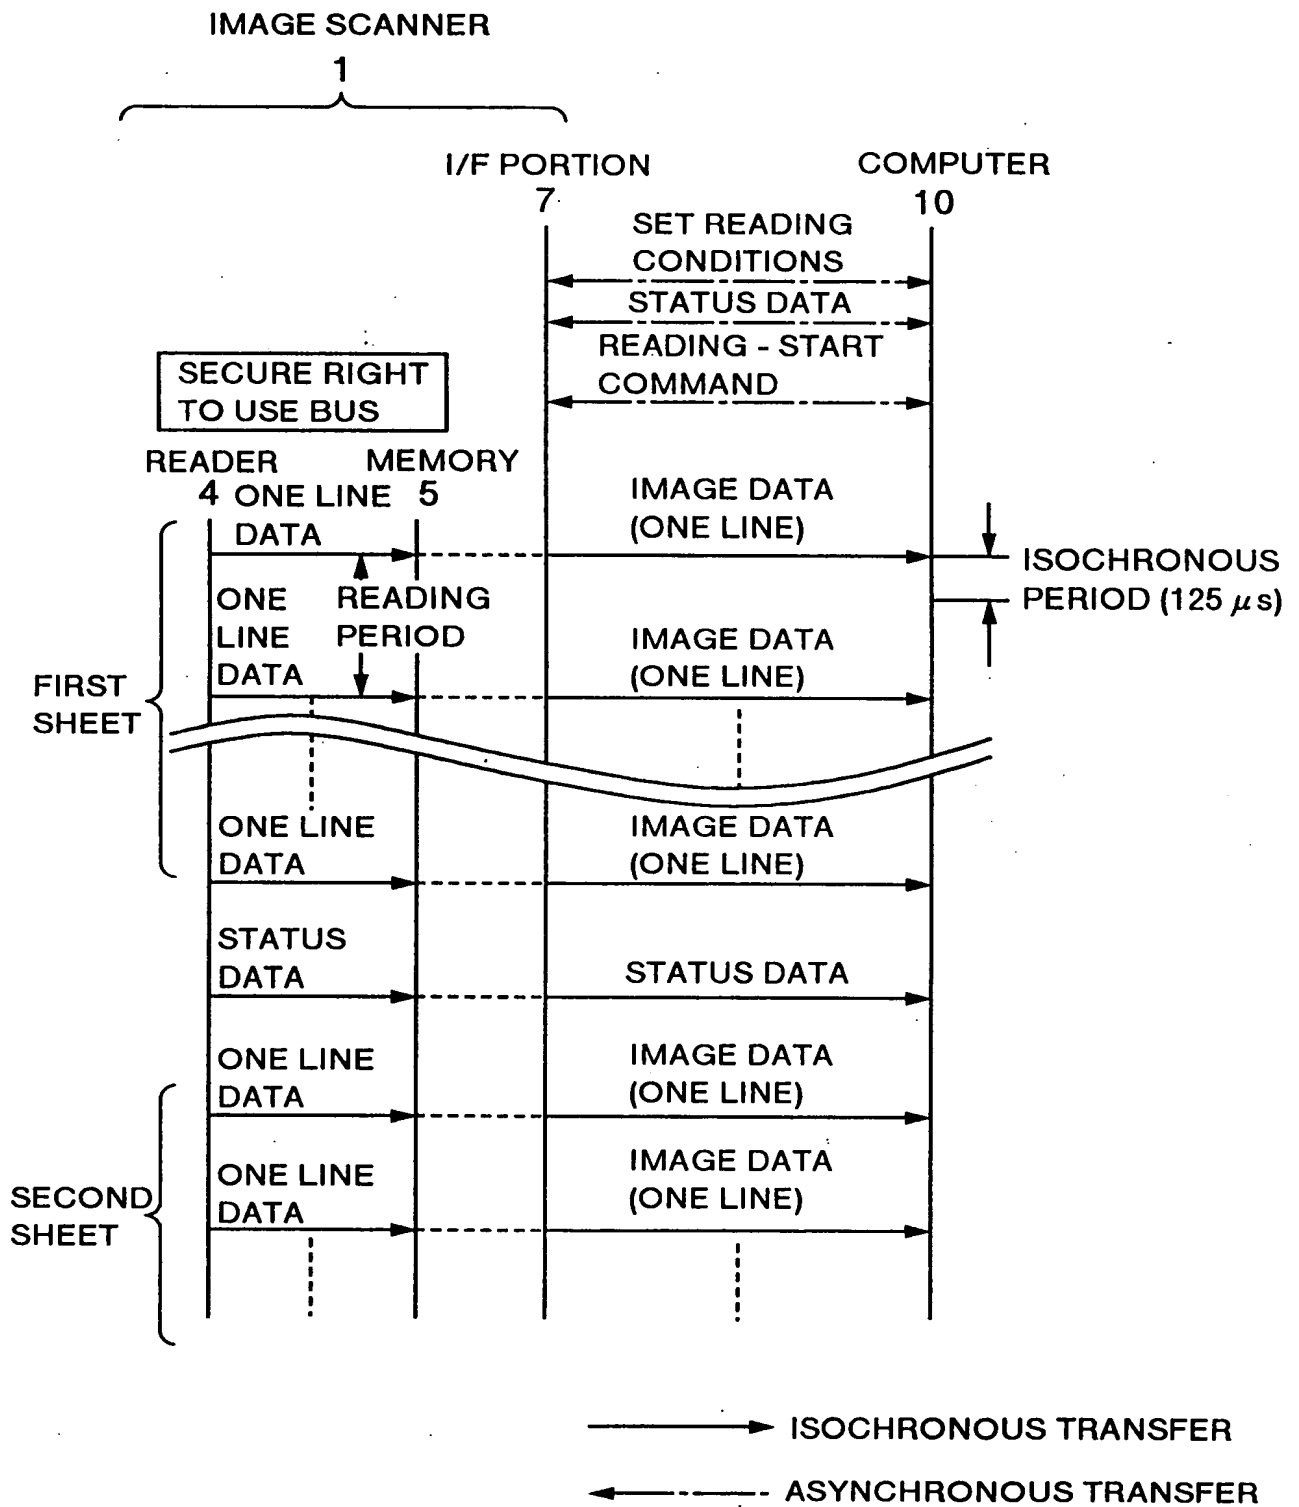 IMAGE SCANNER
1
I/F PORTION
7
COMPUTER
10
SET READING
CONDITIONS
STATUS DATA
READING - START
COMMAND
SECURE RIGHT
TO USE BUS
READER
4
MEMORY
5
ONE LINE
DATA
IMAGE DATA
(ONE LINE)
ISOCHRONOUS
PERIOD (125 μs)
ONE
LINE
DATA
READING
PERIOD
IMAGE DATA
(ONE LINE)
FIRST
SHEET
ONE LINE
DATA
IMAGE DATA
(ONE LINE)
STATUS
DATA
STATUS DATA
ONE LINE
DATA
IMAGE DATA
(ONE LINE)
SECOND
SHEET
ONE LINE
DATA
IMAGE DATA
(ONE LINE)
ISOCHRONOUS TRANSFER
ASYNCHRONOUS TRANSFER